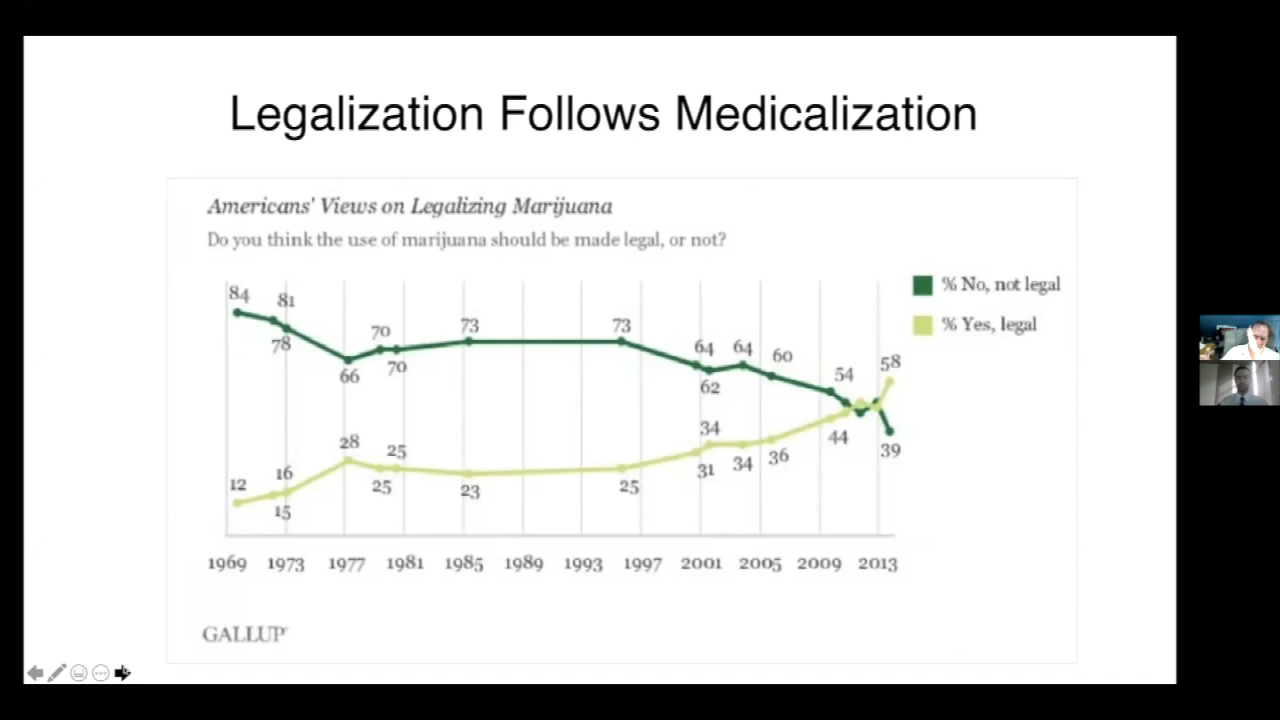 Legalization Follows Medicalization
Americans' Views on Legalizing Marijuana
Do you think the use of marijuana should be made legal, or not?
% No, not legal
% Yes, legal
84 81 78 66 70 70 73 73 64 62 64 60 54 58
12 16 15 28 25 25 23 25 34 31 34 36 44 39
1969 1973 1977 1981 1985 1989 1993 1997 2001 2005 2009 2013
GALLUP